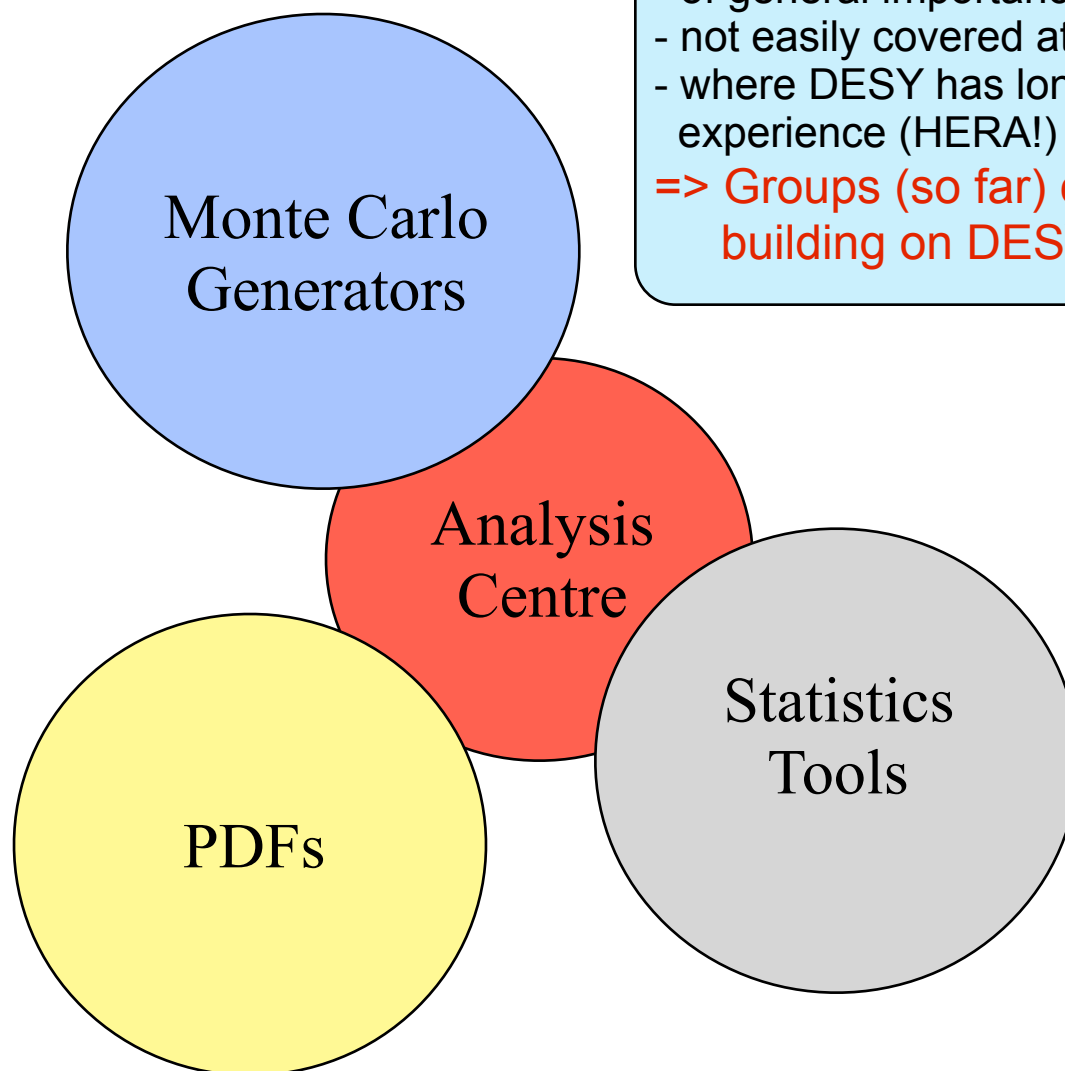 - not easily covered at
- where DESY has lon
experience (HERA!)
=> Groups (so far)
building on DES
Monte Carlo
Generators
Analysis
Centre
Statistics
Tools
PDFs